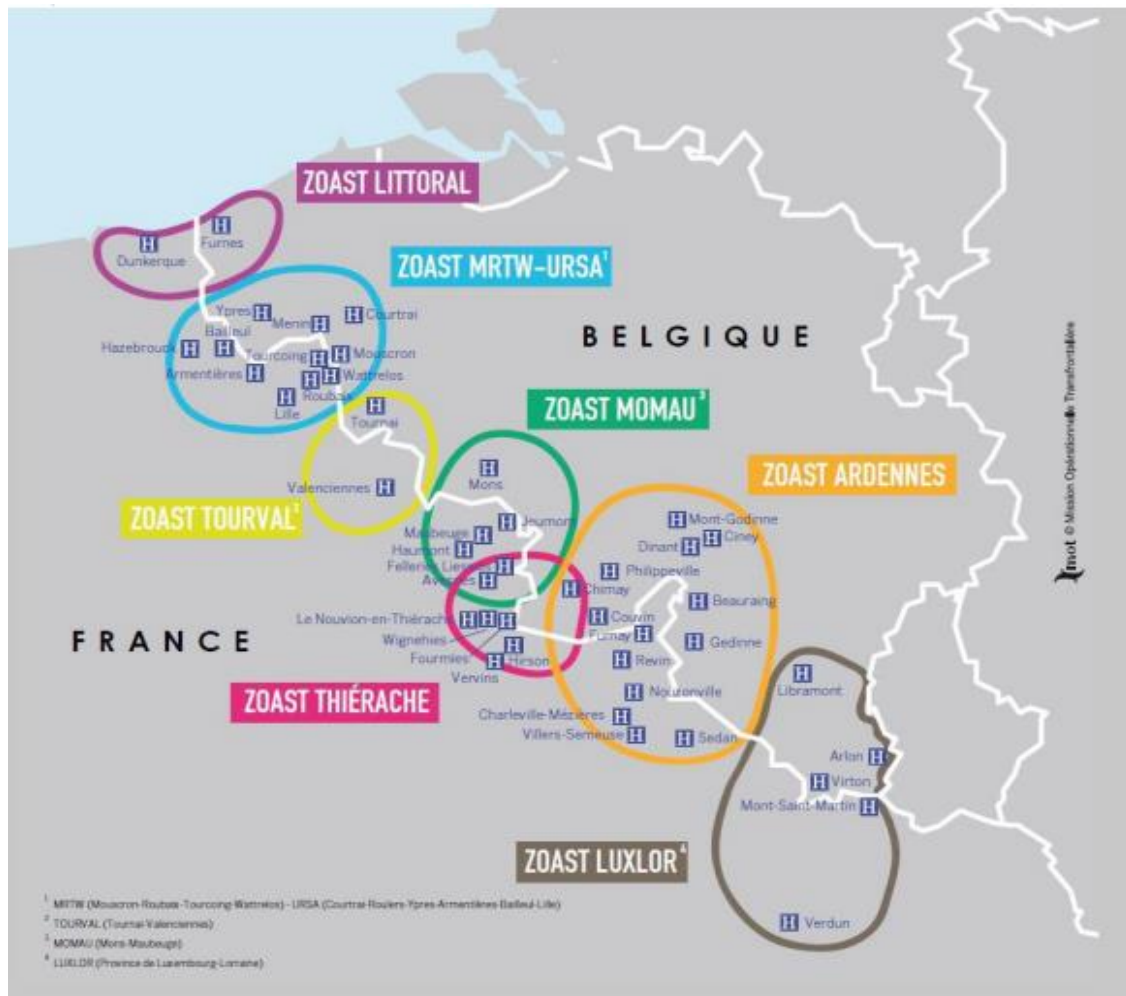 ZOAST LITTORAL
Furnes
Dunkerque
ZOAST MRTW-URSA¹
Ypres
Menin
Courtrai
Bailleul
Hazebrouck
Tourcoing
Mouscron
Armentières
Wattrelos
Roubaix
Lille
BELGIQUE
Tournai
ZOAST MOMAU³
Valenciennes
Mons
ZOAST ARDENNES
ZOAST TOURVAL²
Jeumont
Mont-Godinne
Maubeuge
Ciney
Haumont
Dinant
Felleries Liessies
Philippeville
Avesnes
Chimay
Beauraing
Le Nouvion-en-Thiérache
Couvin
Wignehies
Fumay
Gedinne
FRANCE
Fourmies
Hirson
Revin
Vervins
ZOAST THIÉRACHE
Nouzonville
Libramont
Charleville-Mézières
Villers-Semeuse
Sedan
Arlon
Virton
Mont-Saint-Martin
ZOAST LUXLOR⁴
Verdun
mot © Mission Opérationnelle Transfrontalière
¹ MRTW (Mouscron-Roubaix-Tourcoing-Wattrelos) - URSA (Courtrai-Roulers-Ypres-Armentières-Bailleul-Lille)
² TOURVAL (Tournai-Valenciennes)
³ MOMAU (Mons-Maubeuge)
⁴ LUXLOR (Province de Luxembourg-Lorraine)